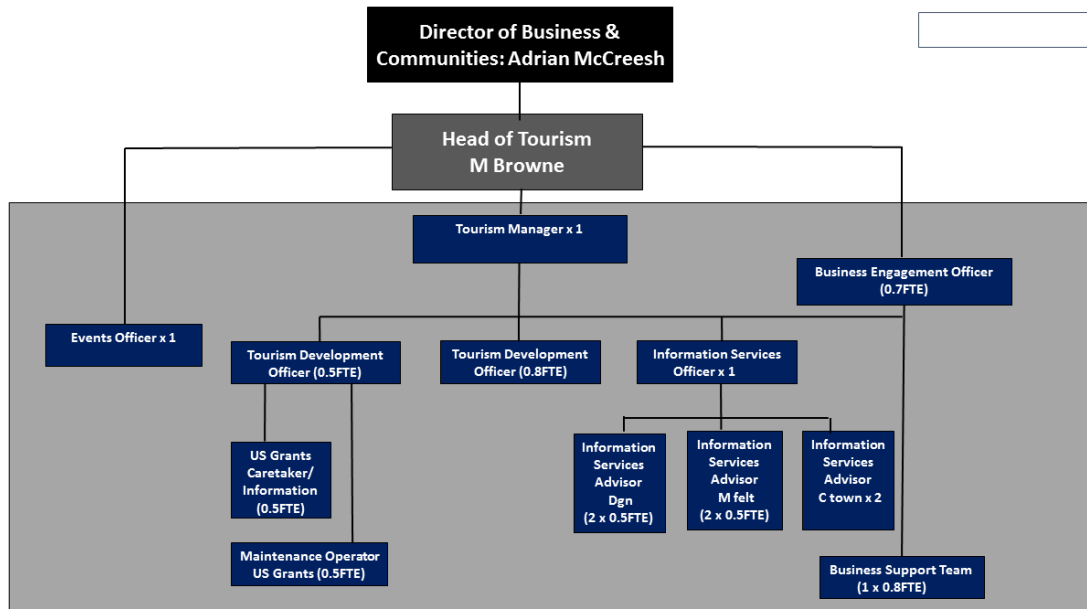 Director of Business &
Communities: Adrian McCreesh
Head of Tourism
M Browne
Tourism Manager x 1
Business Engagement Officer
(0.7FTE)
Events Officer x 1
Tourism Development
Officer (0.5FTE)
Tourism Development
Officer (0.8FTE)
Information Services
Officer x 1
US Grants
Caretaker/
Information
(0.5FTE)
Information
Services
Advisor
Dgn
(2 x 0.5FTE)
Information
Services
Advisor
M felt
(2 x 0.5FTE)
Information
Services
Advisor
C town x 2
Maintenance Operator
US Grants (0.5FTE)
Business Support Team
(1 x 0.8FTE)